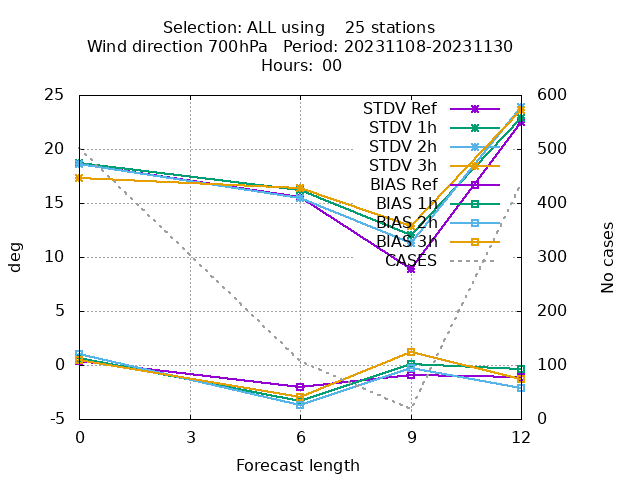 Selection: ALL using    25 stations
Wind direction 700hPa   Period: 20231108-20231130
Hours: 00
25
20
15
10
5
0
-5
deg
600
500
400
300
200
100
0
No cases
STDV Ref
STDV 1h
STDV 2h
STDV 3h
BIAS Ref
BIAS 1h
BIAS 2h
BIAS 3h
CASES
0 3 6 9 12
Forecast length